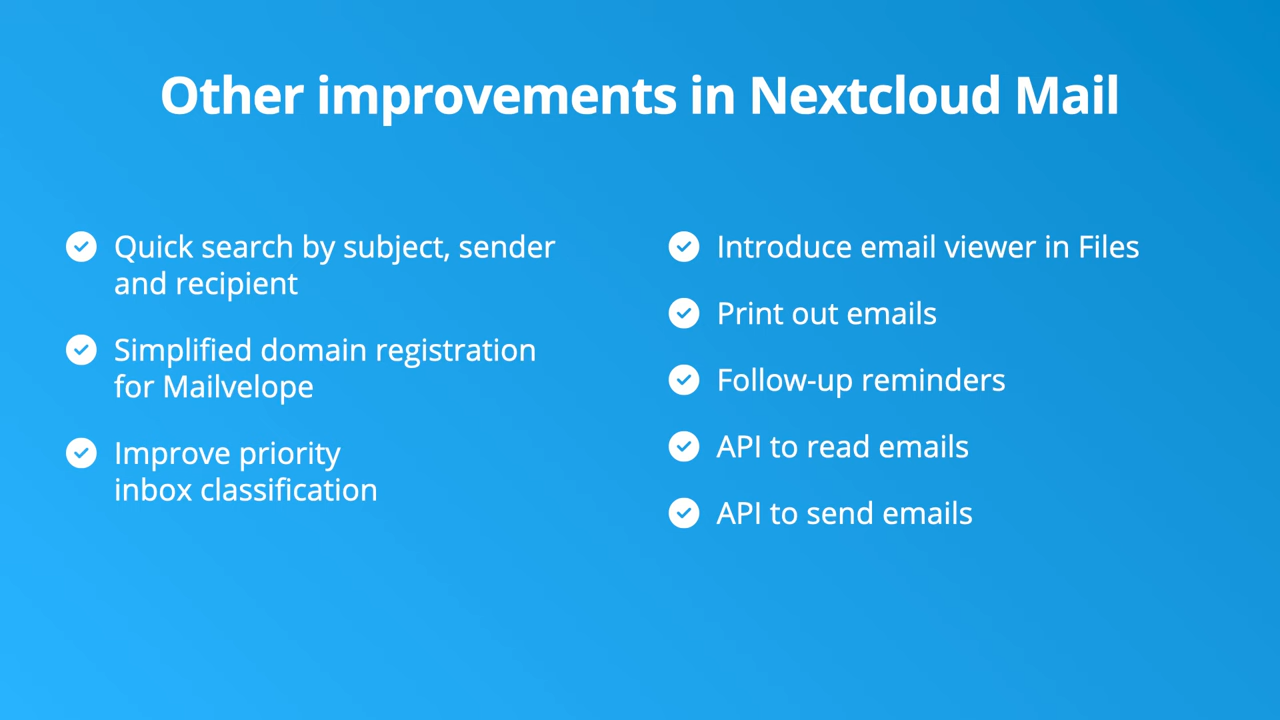 Other improvements in Nextcloud Mail
Quick search by subject, sender
and recipient
Simplified domain registration
for Mailvelope
Improve priority
inbox classification
Introduce email viewer in Files
Print out emails
Follow-up reminders
API to read emails
API to send emails